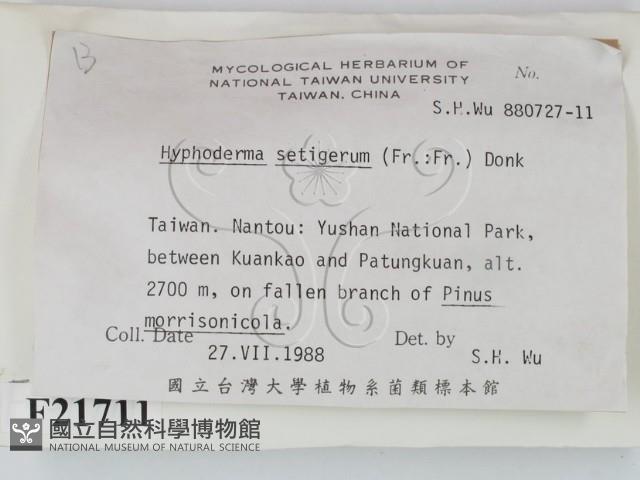 B
MYCOLOGICAL HERBARIUM OF
NATIONAL TAIWAN UNIVERSITY
TAIWAN. CHINA
No.
S.H.Wu 880727-11
Hyphoderma setigerum (Fr.:Fr.) Donk
Taiwan. Nantou: Yushan National Park,
between Kuankao and Patungkuan, alt.
2700 m, on fallen branch of Pinus
morrisonicola.
Coll. Date 27.VII.1988
Det. by S.H. Wu
國立台灣大學植物系菌類標本館
F21711
國立自然科學博物館
NATIONAL MUSEUM OF NATURAL SCIENCE